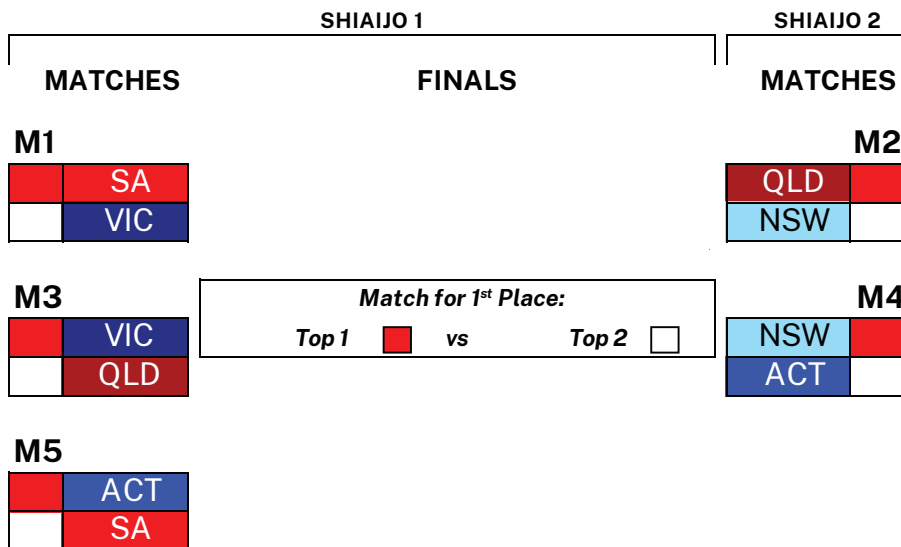 SHIAIJO 1
SHIAIJO 2
MATCHES
FINALS
MATCHES
M1
SA
VIC
M2
QLD
NSW
M3
VIC
QLD
Match for 1st Place:
Top 1 vs Top 2
M4
NSW
ACT
M5
ACT
SA